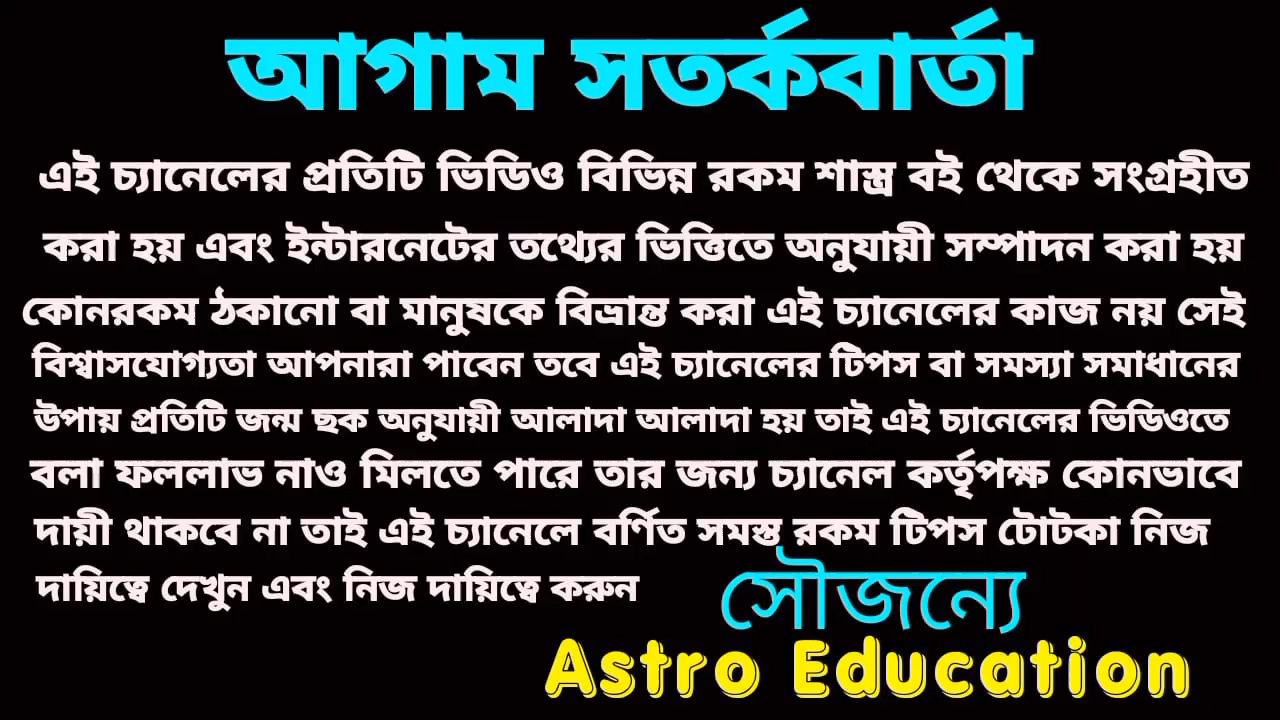 আগাম সতর্কবার্তা
এই চ্যানেলের প্রতিটি ভিডিও বিভিন্ন রকম শাস্ত্র বই থেকে সংগ্রহীত
করা হয় এবং ইন্টারনেটের তথ্যের ভিত্তিতে অনুযায়ী সম্পাদন করা হয়
কোনরকম ঠকানো বা মানুষকে বিভ্রান্ত করা এই চ্যানেলের কাজ নয় সেই
বিশ্বাসযোগ্যতা আপনারা পাবেন তবে এই চ্যানেলের টিপস বা সমস্যা সমাধানের
উপায় প্রতিটি জন্ম ছক অনুযায়ী আলাদা আলাদা হয় তাই এই চ্যানেলের ভিডিওতে
বলা ফললাভ নাও মিলতে পারে তার জন্য চ্যানেল কর্তৃপক্ষ কোনভাবে
দায়ী থাকবে না তাই এই চ্যানেলে বর্ণিত সমস্ত রকম টিপস টোটকা নিজ
দায়িত্বে দেখুন এবং নিজ দায়িত্বে করুন
সৌজন্যে
Astro Education